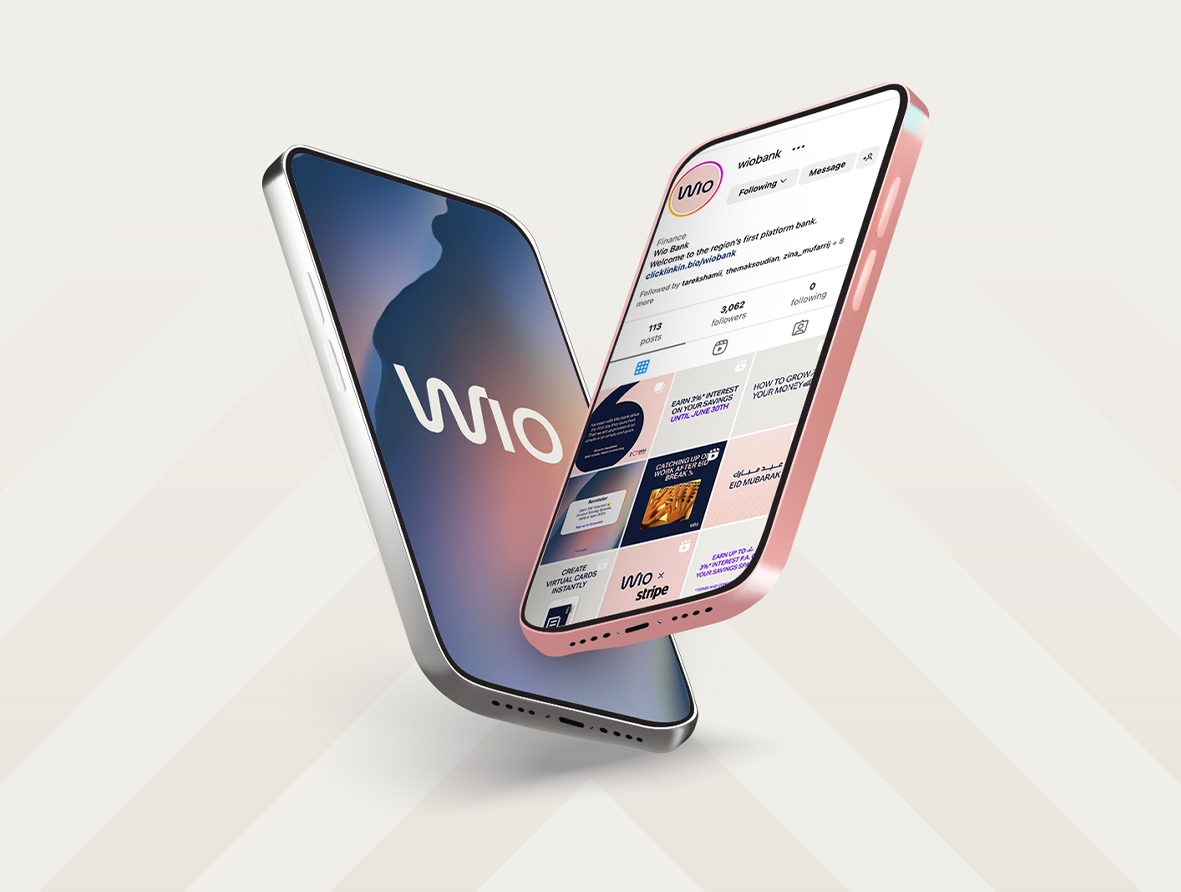 WIO
WIO
wiobank •••
Following
Message
Finance
Wio Bank
Welcome to the region's first platform bank.
clicklinkin.bio/wiobank
Followed by tarekshamii, themaksoudian, zina_mufarrij + 8
more
113
posts
3,062
followers
0
following
EARN 3%* INTEREST
ON YOUR SAVINGS
UNTIL JUNE 30TH
HOW TO GROW
YOUR MONEY
CATCHING UP ON
WORK AFTER EID
BREAK
wio
عيد مبارك
EID MUBARAK
Reminder
CREATE
VIRTUAL CARDS
INSTANTLY
WIO ×
stripe
EARN UP TO
3%* INTEREST P.A.
YOUR SAVINGS